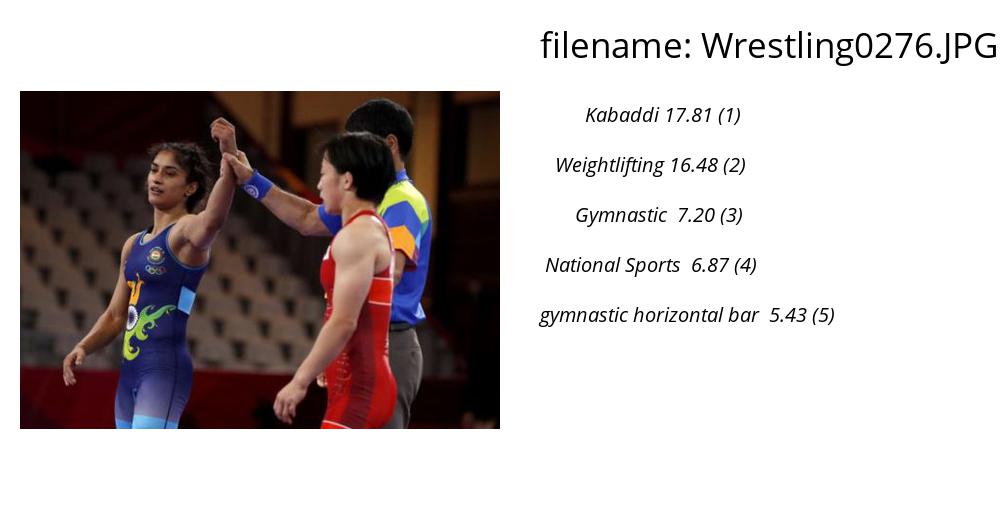 filename: Wrestling0276.JPG
Kabaddi 17.81 (1)
Weightlifting 16.48 (2)
Gymnastic 7.20 (3)
National Sports 6.87 (4)
gymnastic horizontal bar 5.43 (5)